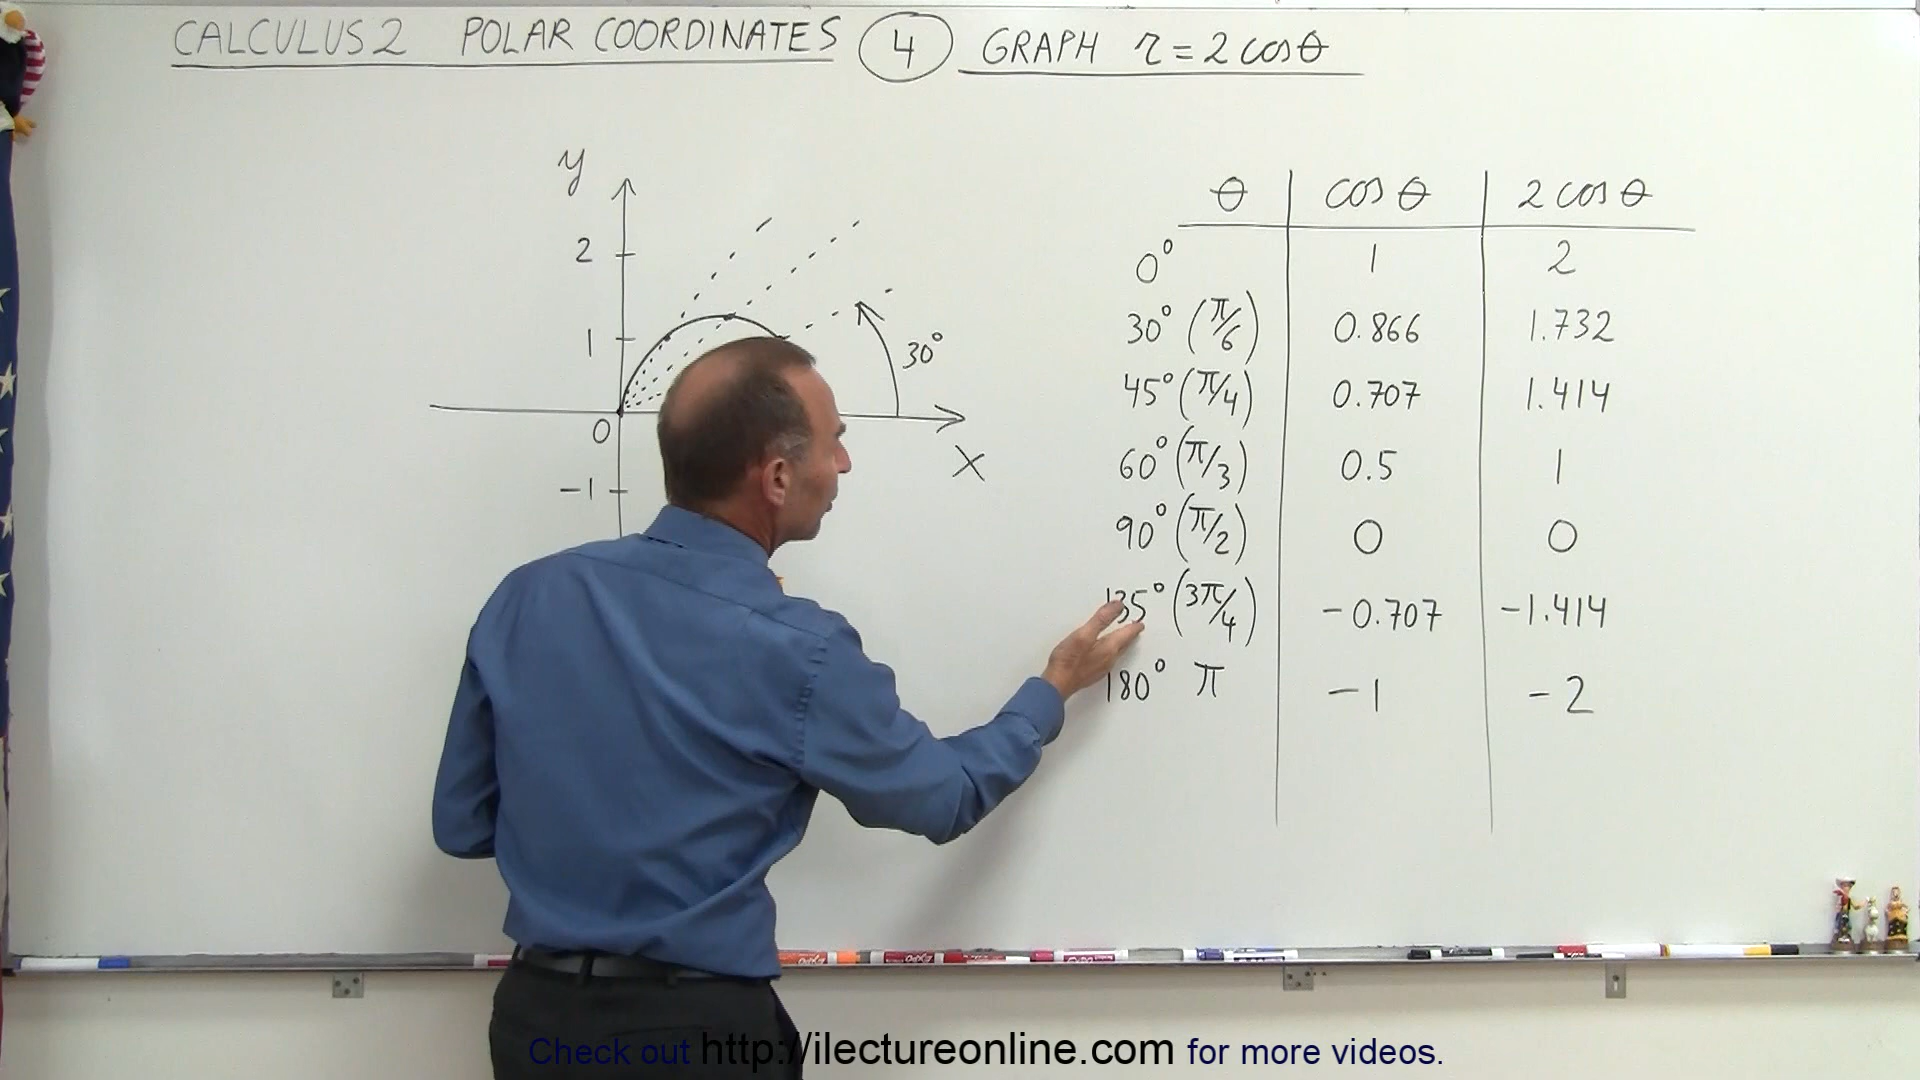 CALCULUS 2 POLAR COORDINATES 4 GRAPH r = 2 cos θ
y
2
1
0
-1
30°
X
θ cos θ 2 cos θ
0° 1 2
30° (π/6) 0.866 1.732
45° (π/4) 0.707 1.414
60° (π/3) 0.5 1
90° (π/2) 0 0
135° (3π/4) -0.707 -1.414
180° π -1 -2
Check out http://ilectureonline.com for more videos.